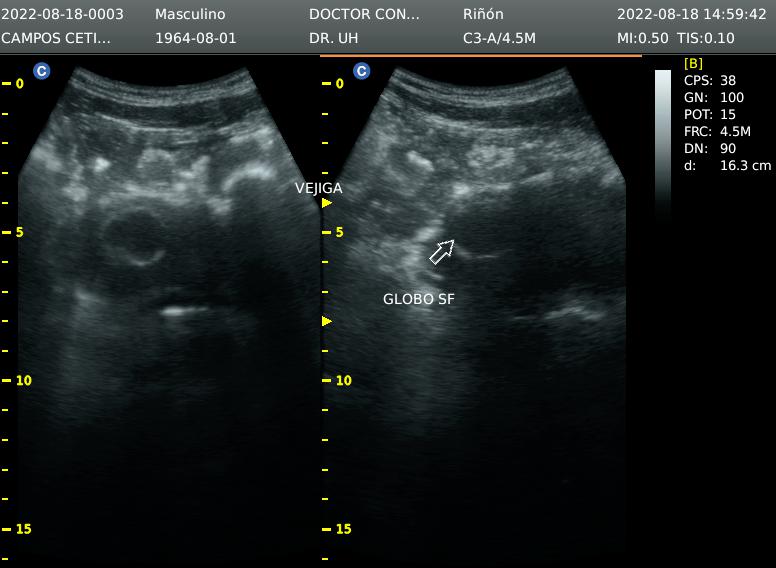 2022-08-18-0003 Masculino DOCTOR CON... Riñón 2022-08-18 14:59:42
CAMPOS CETI... 1964-08-01 DR. UH C3-A/4.5M MI:0.50 TIS:0.10
C
C
[B]
CPS: 38
GN: 100
POT: 15
FRC: 4.5M
DN: 90
d: 16.3 cm
0
0
VEJIGA
5
5
GLOBO SF
10
10
15
15